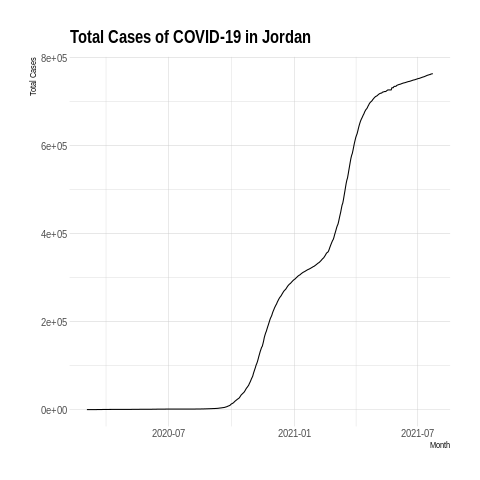 Total Cases of COVID-19 in Jordan
Total Cases
8e+05
6e+05
4e+05
2e+05
0e+00
2020-07 2021-01 2021-07
Month